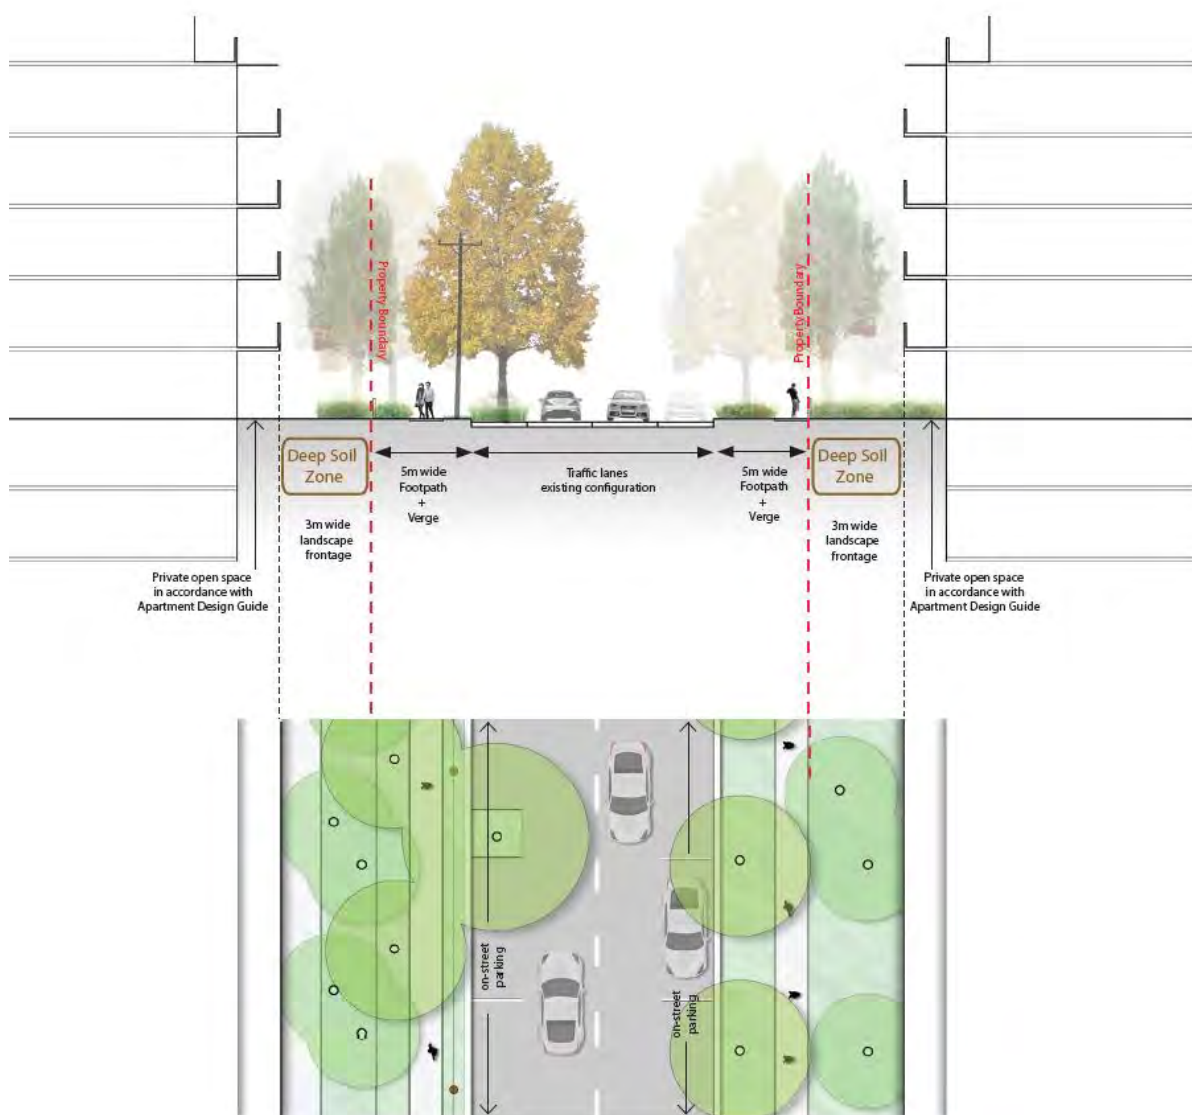 Property Boundary
Property Boundary
Deep Soil
Zone
5m wide
Footpath
+
Verge
Traffic lanes
existing configuration
5m wide
Footpath
+
Verge
Deep Soil
Zone
3m wide
landscape
frontage
3m wide
landscape
frontage
Private open space
in accordance with
Apartment Design Guide
Private open space
in accordance with
Apartment Design Guide
on-street
parking
on-street
parking